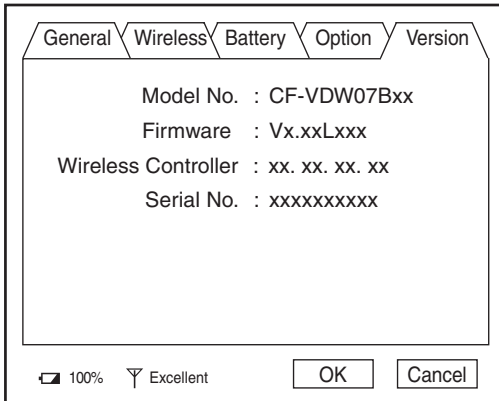 General Wireless Battery Option Version
Model No. : CF-VDW07Bxx
Firmware : Vx.xxLxxx
Wireless Controller : xx. xx. xx. xx
Serial No. : xxxxxxxxxx
100% Excellent OK Cancel